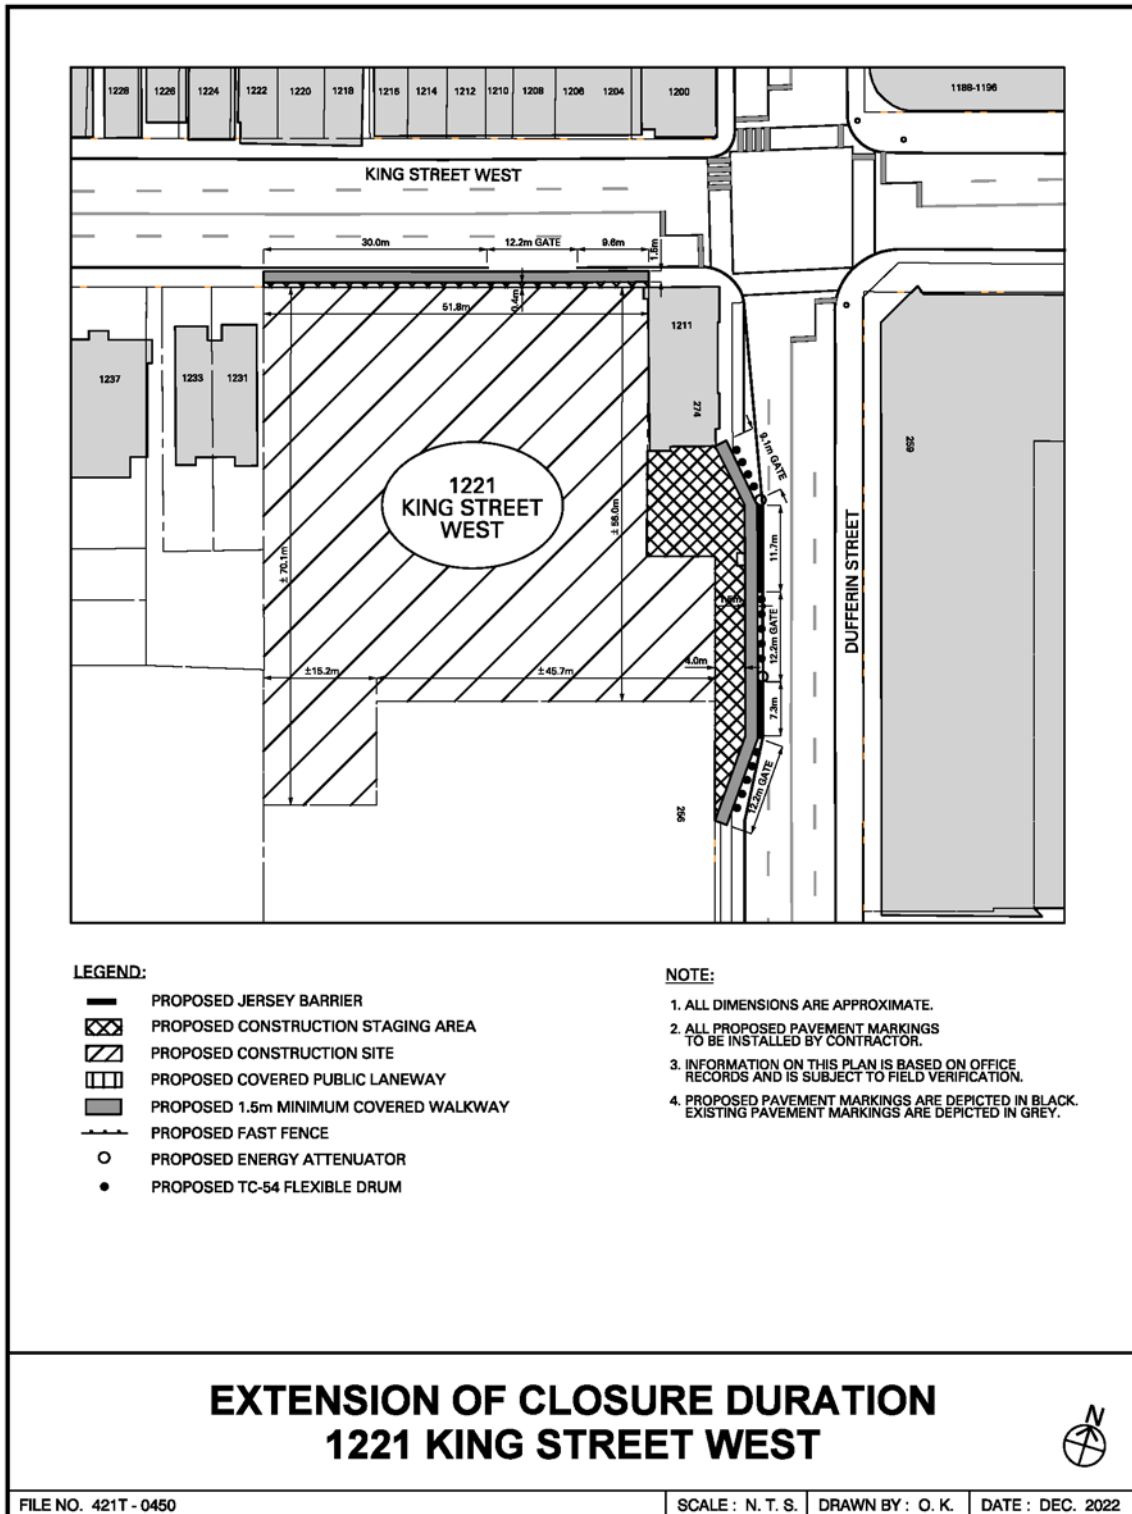 1228 1226 1224 1222 1220 1218 1216 1214 1212 1210 1208 1206 1204 1200 1188-1196
KING STREET WEST
30.0m 12.2m GATE 9.6m 1.5m
0.4m
51.8m
1211
1237 1233 1231
274
9.1m GATE
259
1221
KING STREET
WEST
± 70.1m
± 56.0m
11.7m
DUFFERIN STREET
12.2m GATE
±15.2m ±45.7m 4.0m
7.3m
12.2m GATE
256
LEGEND:
PROPOSED JERSEY BARRIER
PROPOSED CONSTRUCTION STAGING AREA
PROPOSED CONSTRUCTION SITE
PROPOSED COVERED PUBLIC LANEWAY
PROPOSED 1.5m MINIMUM COVERED WALKWAY
PROPOSED FAST FENCE
PROPOSED ENERGY ATTENUATOR
PROPOSED TC-54 FLEXIBLE DRUM
NOTE:
1. ALL DIMENSIONS ARE APPROXIMATE.
2. ALL PROPOSED PAVEMENT MARKINGS
TO BE INSTALLED BY CONTRACTOR.
3. INFORMATION ON THIS PLAN IS BASED ON OFFICE
RECORDS AND IS SUBJECT TO FIELD VERIFICATION.
4. PROPOSED PAVEMENT MARKINGS ARE DEPICTED IN BLACK.
EXISTING PAVEMENT MARKINGS ARE DEPICTED IN GREY.
EXTENSION OF CLOSURE DURATION
1221 KING STREET WEST
N
FILE NO. 421T - 0450 SCALE : N. T. S. DRAWN BY : O. K. DATE : DEC. 2022